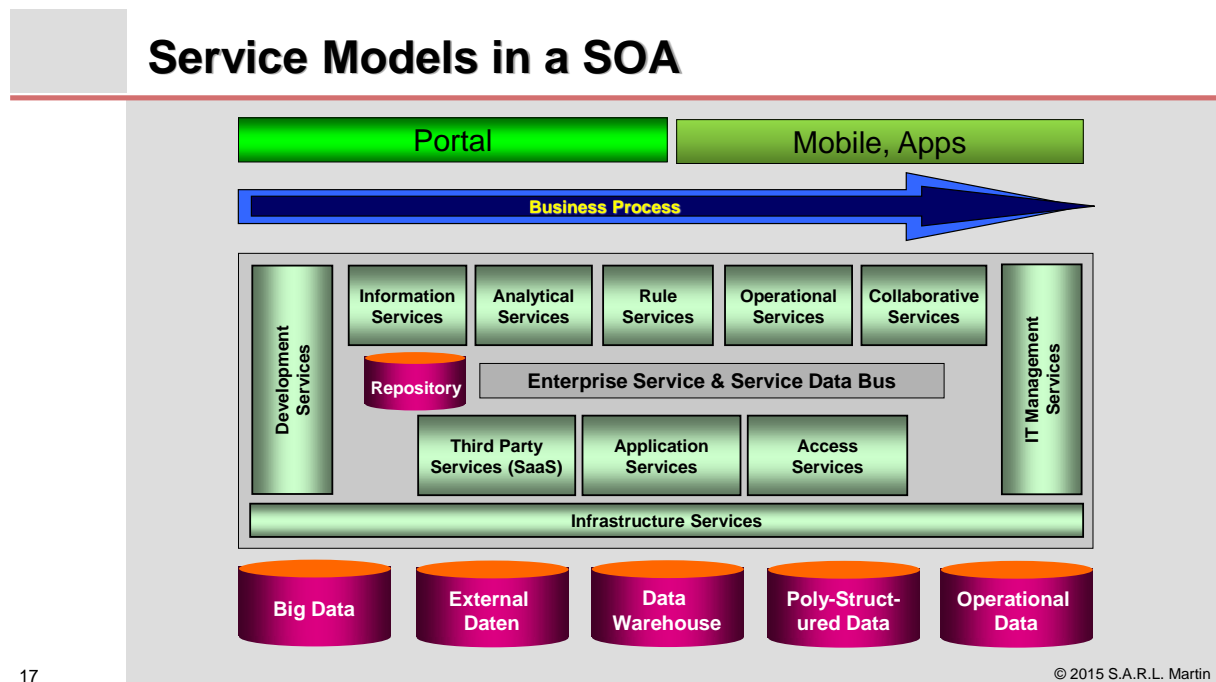 Service Models in a SOA
Portal
Mobile, Apps
Business Process
Development
Services
Information
Services
Analytical
Services
Rule
Services
Operational
Services
Collaborative
Services
IT Management
Services
Repository
Enterprise Service & Service Data Bus
Third Party
Services (SaaS)
Application
Services
Access
Services
Infrastructure Services
Big Data
External
Daten
Data
Warehouse
Poly-Struct-
ured Data
Operational
Data
17
© 2015 S.A.R.L. Martin